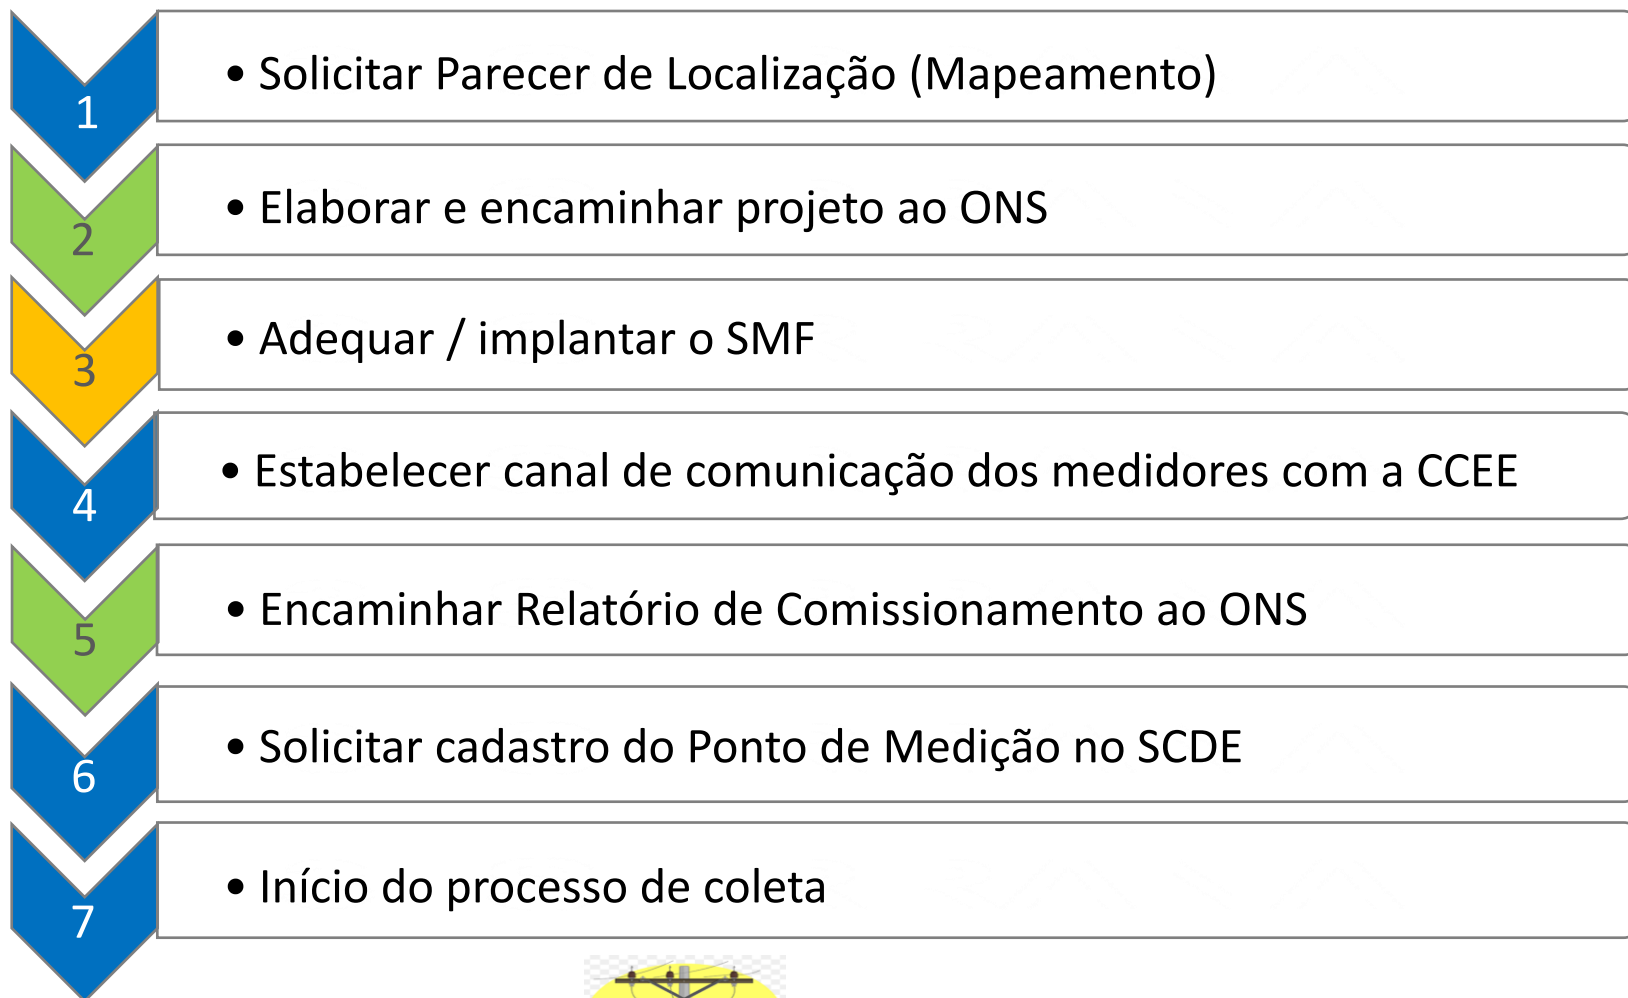 1
• Solicitar Parecer de Localização (Mapeamento)
2
• Elaborar e encaminhar projeto ao ONS
3
• Adequar / implantar o SMF
4
• Estabelecer canal de comunicação dos medidores com a CCEE
5
• Encaminhar Relatório de Comissionamento ao ONS
6
• Solicitar cadastro do Ponto de Medição no SCDE
7
• Início do processo de coleta